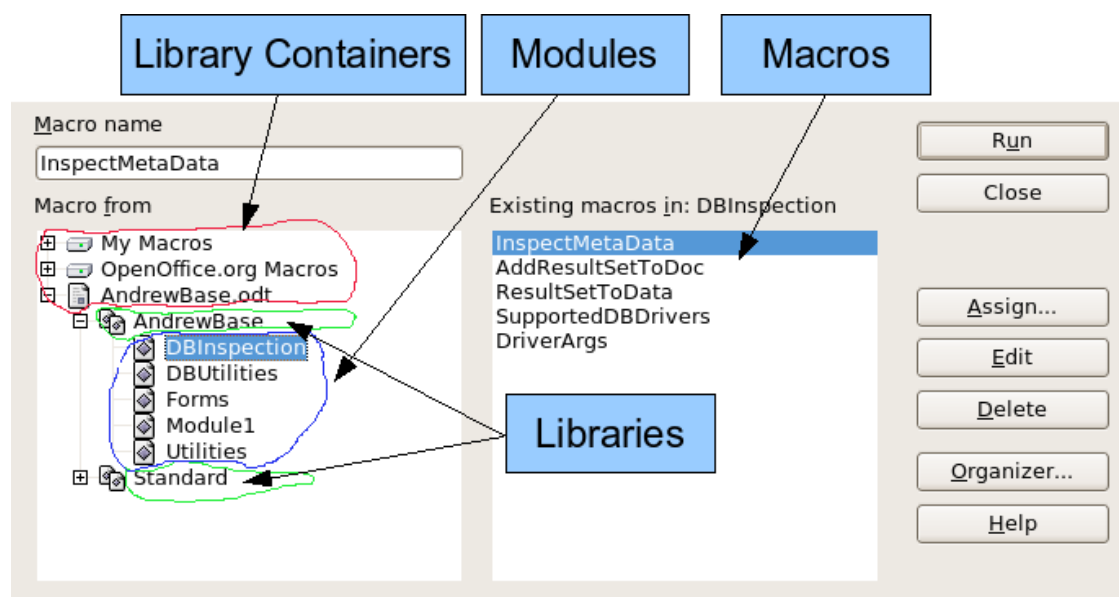 Library Containers
Modules
Macros
Macro name
InspectMetaData
Macro from
My Macros
OpenOffice.org Macros
AndrewBase.odt
AndrewBase
DBInspection
DBUtilities
Forms
Module1
Utilities
Standard
Existing macros in: DBInspection
InspectMetaData
AddResultSetToDoc
ResultSetToData
SupportedDBDrivers
DriverArgs
Libraries
Run
Close
Assign...
Edit
Delete
Organizer...
Help